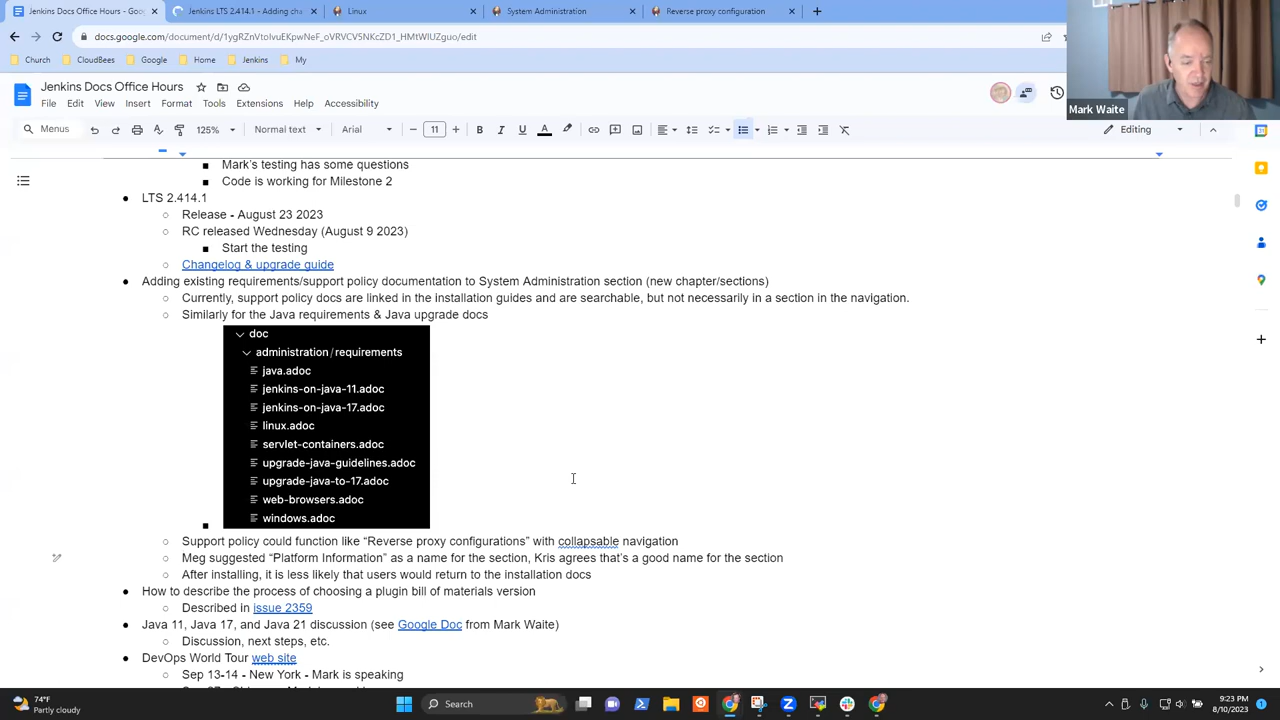 Jenkins Docs Office Hours - Goo
Jenkins LTS 2.414.1 - Adding cha
Linux
System Administration
Reverse proxy configuration
docs.google.com/document/d/1ygRZnVtoIvuEKpwNeF_oVRVCV5NKcZD1_HMtWIUZguo/edit
Church
CloudBees
Google
Home
Jenkins
My
Jenkins Docs Office Hours
File Edit View Insert Format Tools Extensions Help Accessibility
Mark Waite
Menus
125%
Normal text
Arial
11
Editing
Mark's testing has some questions
Code is working for Milestone 2
LTS 2.414.1
Release - August 23 2023
RC released Wednesday (August 9 2023)
Start the testing
Changelog & upgrade guide
Adding existing requirements/support policy documentation to System Administration section (new chapter/sections)
Currently, support policy docs are linked in the installation guides and are searchable, but not necessarily in a section in the navigation.
Similarly for the Java requirements & Java upgrade docs
doc
administration/requirements
java.adoc
jenkins-on-java-11.adoc
jenkins-on-java-17.adoc
linux.adoc
servlet-containers.adoc
upgrade-java-guidelines.adoc
upgrade-java-to-17.adoc
web-browsers.adoc
windows.adoc
Support policy could function like "Reverse proxy configurations" with collapsable navigation
Meg suggested "Platform Information" as a name for the section, Kris agrees that's a good name for the section
After installing, it is less likely that users would return to the installation docs
How to describe the process of choosing a plugin bill of materials version
Described in issue 2359
Java 11, Java 17, and Java 21 discussion (see Google Doc from Mark Waite)
Discussion, next steps, etc.
DevOps World Tour web site
Sep 13-14 - New York - Mark is speaking
74°F
Partly cloudy
Search
9:23 PM
8/10/2023